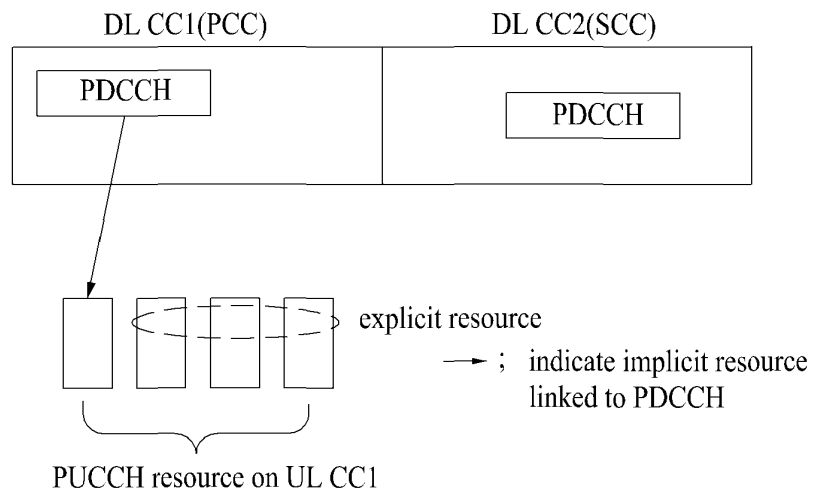 DL CC1(PCC)
DL CC2(SCC)
PDCCH
PDCCH
explicit resource
; indicate implicit resource
linked to PDCCH
PUCCH resource on UL CC1